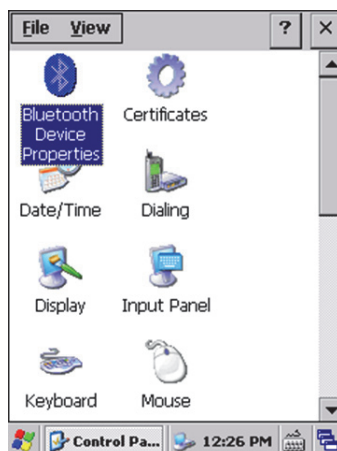 File View ? ×
Bluetooth Certificates
Device
Properties
Date/Time Dialing
Display Input Panel
Keyboard Mouse
Control Pa... 12:26 PM